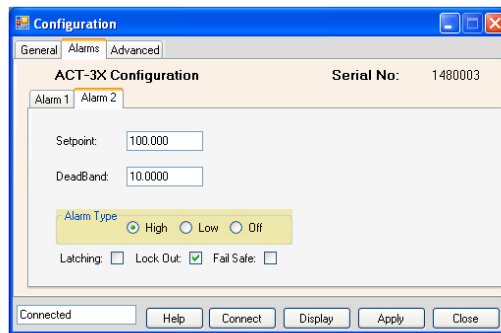 Configuration
General Alarms Advanced
ACT-3X Configuration Serial No: 1480003
Alarm 1 Alarm 2
Setpoint: 100.000
DeadBand: 10.0000
Alarm Type
High Low Off
Latching: Lock Out: Fail Safe:
Connected Help Connect Display Apply Close